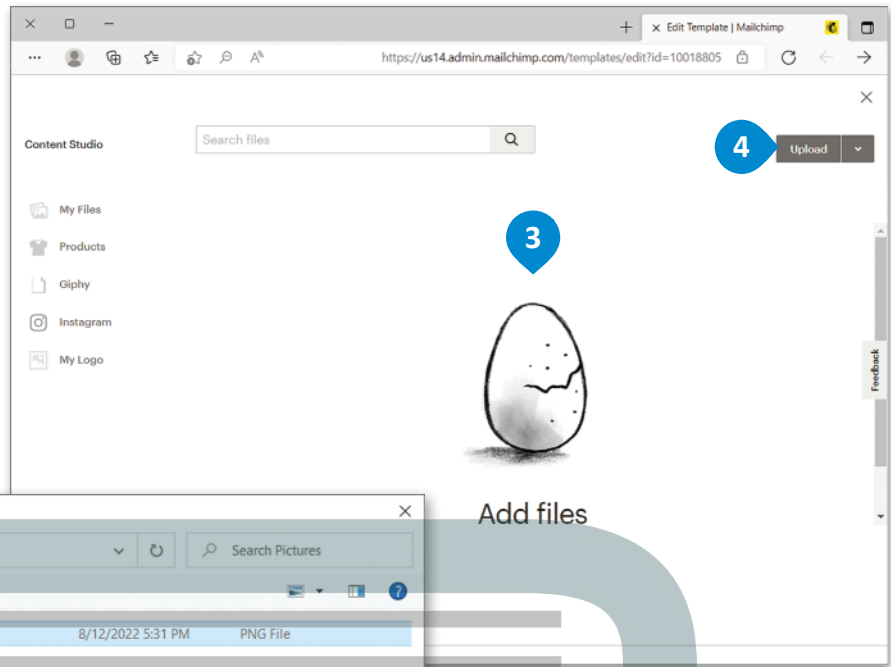 Edit Template | Mailchimp
https://us14.admin.mailchimp.com/templates/edit?id=10018805
Content Studio
Search files
4
Upload
My Files
3
Products
Giphy
Instagram
My Logo
Feedback
Add files
Search Pictures
8/12/2022 5:31 PM PNG File